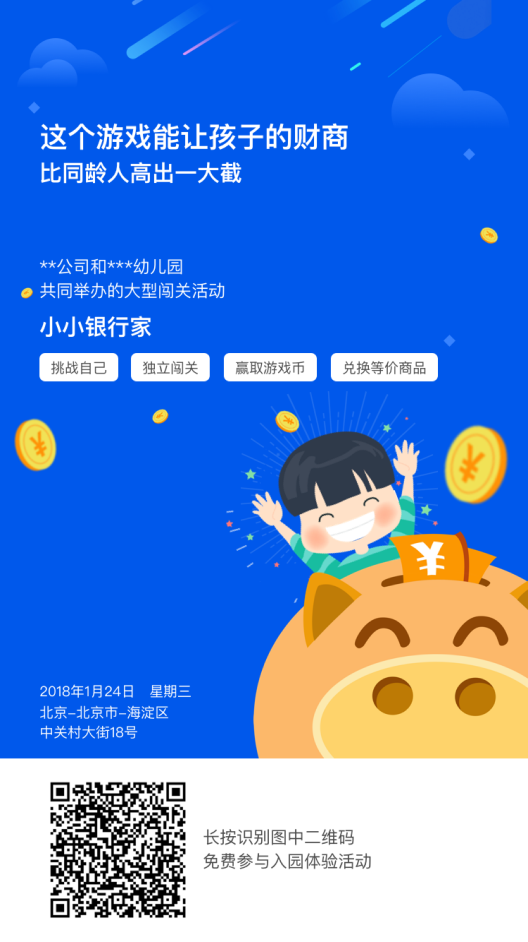 这个游戏能让孩子的财商
比同龄人高出一大截
**公司和***幼儿园
共同举办的大型闯关活动
小小银行家
挑战自己 独立闯关 赢取游戏币 兑换等价商品
¥
¥
¥
2018年1月24日 星期三
北京-北京市-海淀区
中关村大街18号
长按识别图中二维码
免费参与入园体验活动